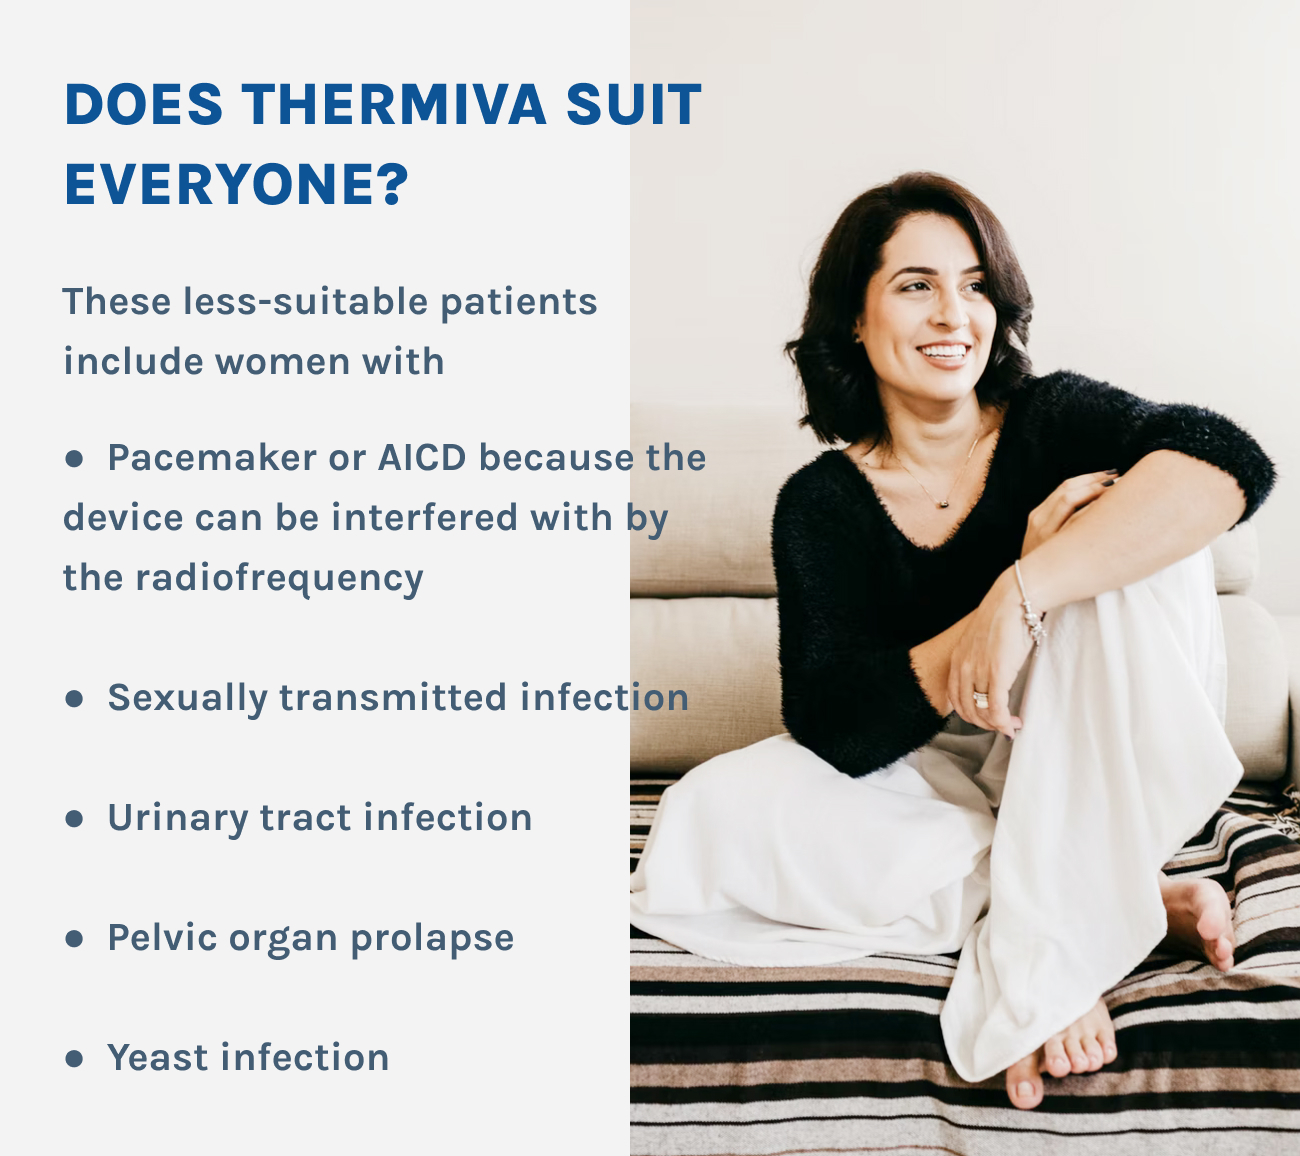 DOES THERMIVA SUIT
EVERYONE?
These less-suitable patients
include women with
● Pacemaker or AICD because the
device can be interfered with by
the radiofrequency
● Sexually transmitted infection
● Urinary tract infection
● Pelvic organ prolapse
● Yeast infection